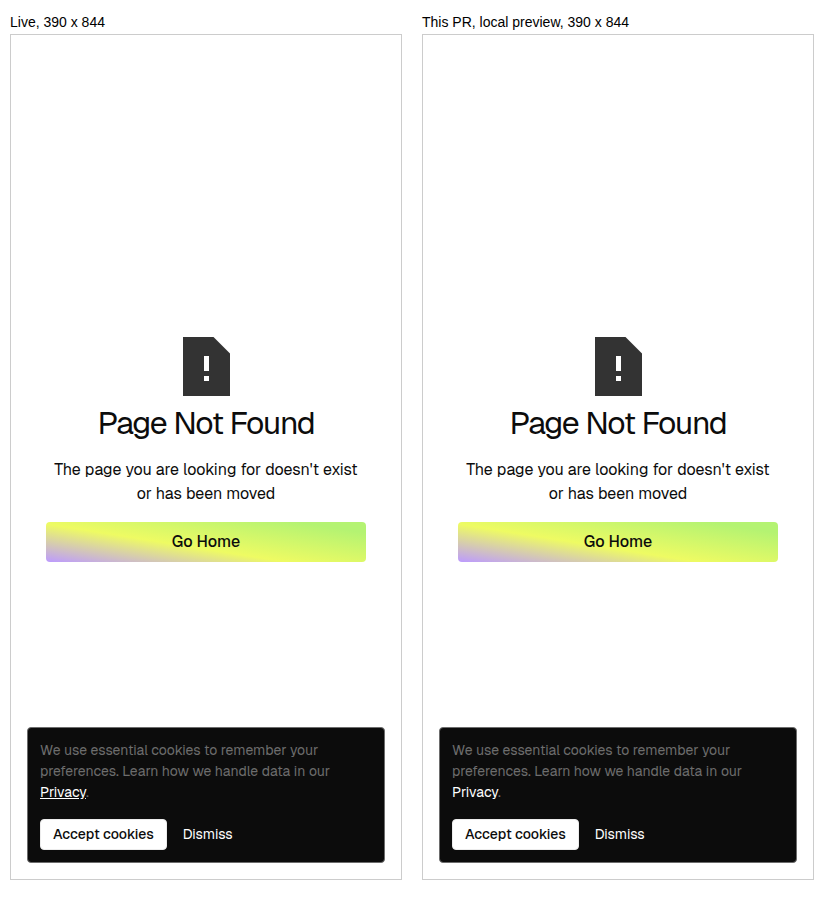 Live, 390 x 844
Page Not Found
The page you are looking for doesn't exist
or has been moved
Go Home
We use essential cookies to remember your
preferences. Learn how we handle data in our
Privacy.
Accept cookies Dismiss
This PR, local preview, 390 x 844
Page Not Found
The page you are looking for doesn't exist
or has been moved
Go Home
We use essential cookies to remember your
preferences. Learn how we handle data in our
Privacy.
Accept cookies Dismiss